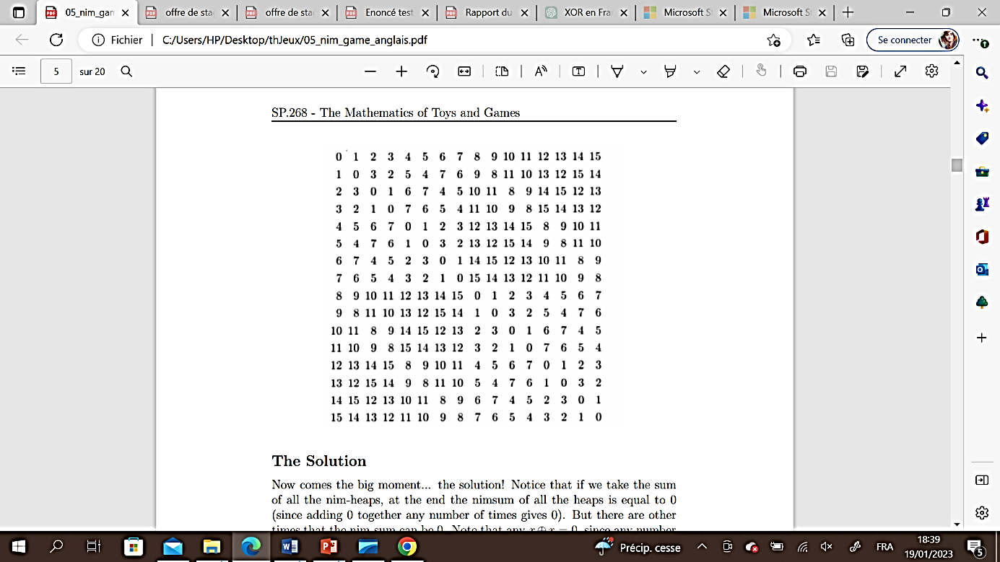 05_nim_gan
offre de sta
offre de sta
Enoncé test
Rapport du
XOR en Fra
Microsoft S
Microsoft S
Fichier
C:/Users/HP/Desktop/thJeux/05_nim_game_anglais.pdf
Se connecter
5 sur 20
SP.268 - The Mathematics of Toys and Games
0 1 2 3 4 5 6 7 8 9 10 11 12 13 14 15
1 0 3 2 5 4 7 6 9 8 11 10 13 12 15 14
2 3 0 1 6 7 4 5 10 11 8 9 14 15 12 13
3 2 1 0 7 6 5 4 11 10 9 8 15 14 13 12
4 5 6 7 0 1 2 3 12 13 14 15 8 9 10 11
5 4 7 6 1 0 3 2 13 12 15 14 9 8 11 10
6 7 4 5 2 3 0 1 14 15 12 13 10 11 8 9
7 6 5 4 3 2 1 0 15 14 13 12 11 10 9 8
8 9 10 11 12 13 14 15 0 1 2 3 4 5 6 7
9 8 11 10 13 12 15 14 1 0 3 2 5 4 7 6
10 11 8 9 14 15 12 13 2 3 0 1 6 7 4 5
11 10 9 8 15 14 13 12 3 2 1 0 7 6 5 4
12 13 14 15 8 9 10 11 4 5 6 7 0 1 2 3
13 12 15 14 9 8 11 10 5 4 7 6 1 0 3 2
14 15 12 13 10 11 8 9 6 7 4 5 2 3 0 1
15 14 13 12 11 10 9 8 7 6 5 4 3 2 1 0
The Solution
Now comes the big moment... the solution! Notice that if we take the sum
of all the nim-heaps, at the end the nimsum of all the heaps is equal to 0
(since adding 0 together any number of times gives 0). But there are other
times that the nim sum can be 0. Note that any x⊕x = 0, since any number
Précip. cesse
FRA
18:39
19/01/2023
5